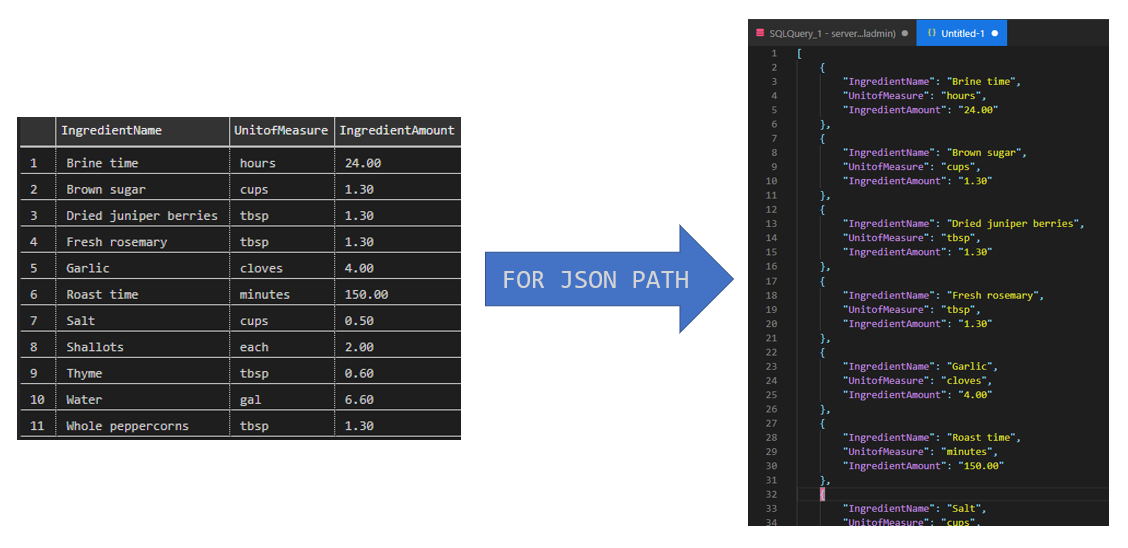 IngredientName UnitofMeasure IngredientAmount
1 Brine time hours 24.00
2 Brown sugar cups 1.30
3 Dried juniper berries tbsp 1.30
4 Fresh rosemary tbsp 1.30
5 Garlic cloves 4.00
6 Roast time minutes 150.00
7 Salt cups 0.50
8 Shallots each 2.00
9 Thyme tbsp 0.60
10 Water gal 6.60
11 Whole peppercorns tbsp 1.30
FOR JSON PATH
SQLQuery_1 - server...ladmin) ● {} Untitled-1 ●
1 [
2 {
3 "IngredientName": "Brine time",
4 "UnitofMeasure": "hours",
5 "IngredientAmount": "24.00"
6 },
7 {
8 "IngredientName": "Brown sugar",
9 "UnitofMeasure": "cups",
10 "IngredientAmount": "1.30"
11 },
12 {
13 "IngredientName": "Dried juniper berries",
14 "UnitofMeasure": "tbsp",
15 "IngredientAmount": "1.30"
16 },
17 {
18 "IngredientName": "Fresh rosemary",
19 "UnitofMeasure": "tbsp",
20 "IngredientAmount": "1.30"
21 },
22 {
23 "IngredientName": "Garlic",
24 "UnitofMeasure": "cloves",
25 "IngredientAmount": "4.00"
26 },
27 {
28 "IngredientName": "Roast time",
29 "UnitofMeasure": "minutes",
30 "IngredientAmount": "150.00"
31 },
32 {
33 "IngredientName": "Salt",
34 "UnitofMeasure": "cups",